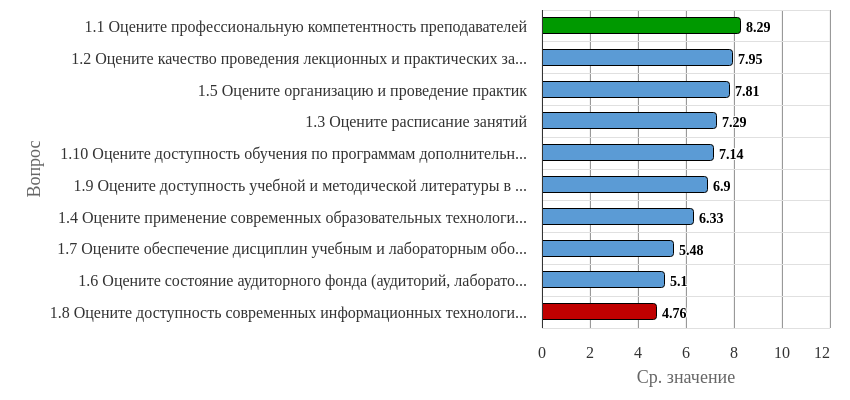 1.1 Оцените профессиональную компетентность преподавателей 8.29
1.2 Оцените качество проведения лекционных и практических за... 7.95
1.5 Оцените организацию и проведение практик 7.81
1.3 Оцените расписание занятий 7.29
1.10 Оцените доступность обучения по программам дополнительн... 7.14
1.9 Оцените доступность учебной и методической литературы в ... 6.9
1.4 Оцените применение современных образовательных технологи... 6.33
1.7 Оцените обеспечение дисциплин учебным и лабораторным обо... 5.48
1.6 Оцените состояние аудиторного фонда (аудиторий, лаборато... 5.1
1.8 Оцените доступность современных информационных технологи... 4.76
Вопрос
0 2 4 6 8 10 12
Ср. значение